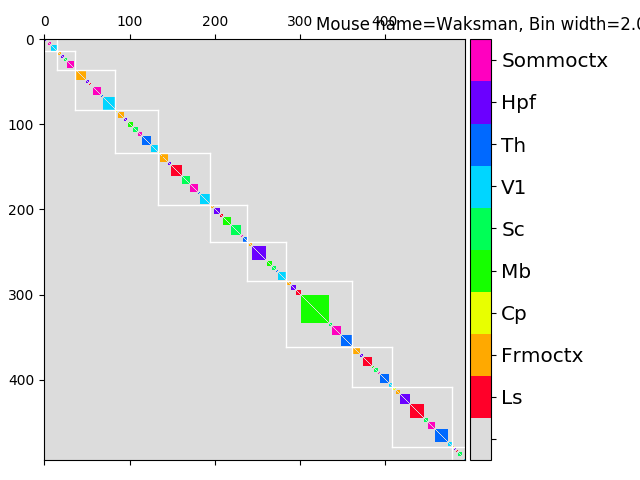 Mouse name=Waksman, Bin width=2.0
0 100 200 300 400
0
100
200
300
400
Sommoctx
Hpf
Th
V1
Sc
Mb
Cp
Frmoctx
Ls